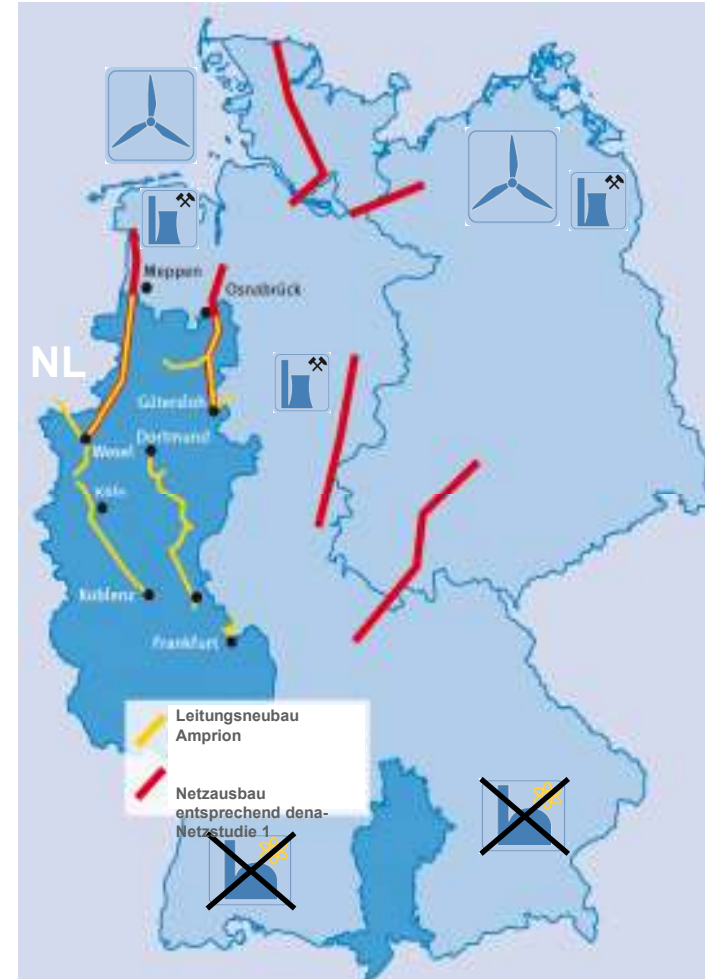 Meppen
Osnabrück
NL
Gütersloh
Dortmund
Wesel
Köln
Koblenz
Frankfurt
Leitungsneubau
Amprion
Netzausbau
entsprechend dena-
Netzstudie 1